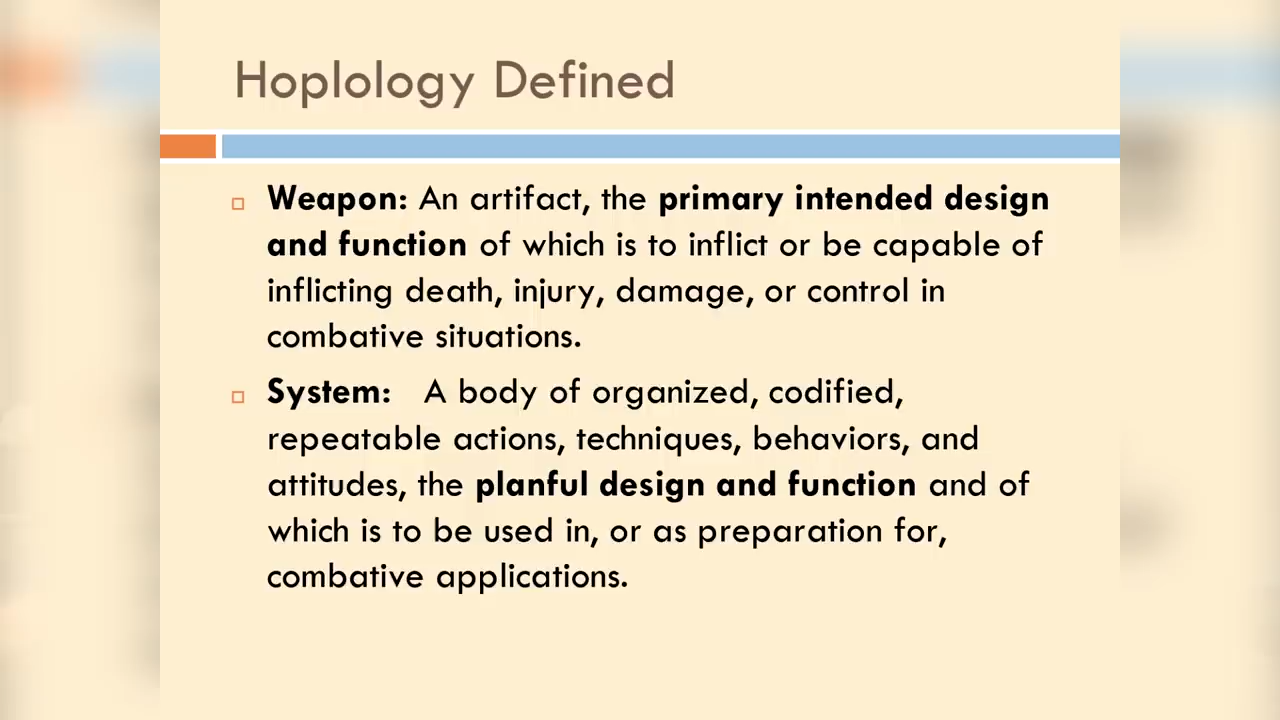 Hoplology Defined
Weapon: An artifact, the primary intended design
and function of which is to inflict or be capable of
inflicting death, injury, damage, or control in
combative situations.
System: A body of organized, codified,
repeatable actions, techniques, behaviors, and
attitudes, the planful design and function and of
which is to be used in, or as preparation for,
combative applications.